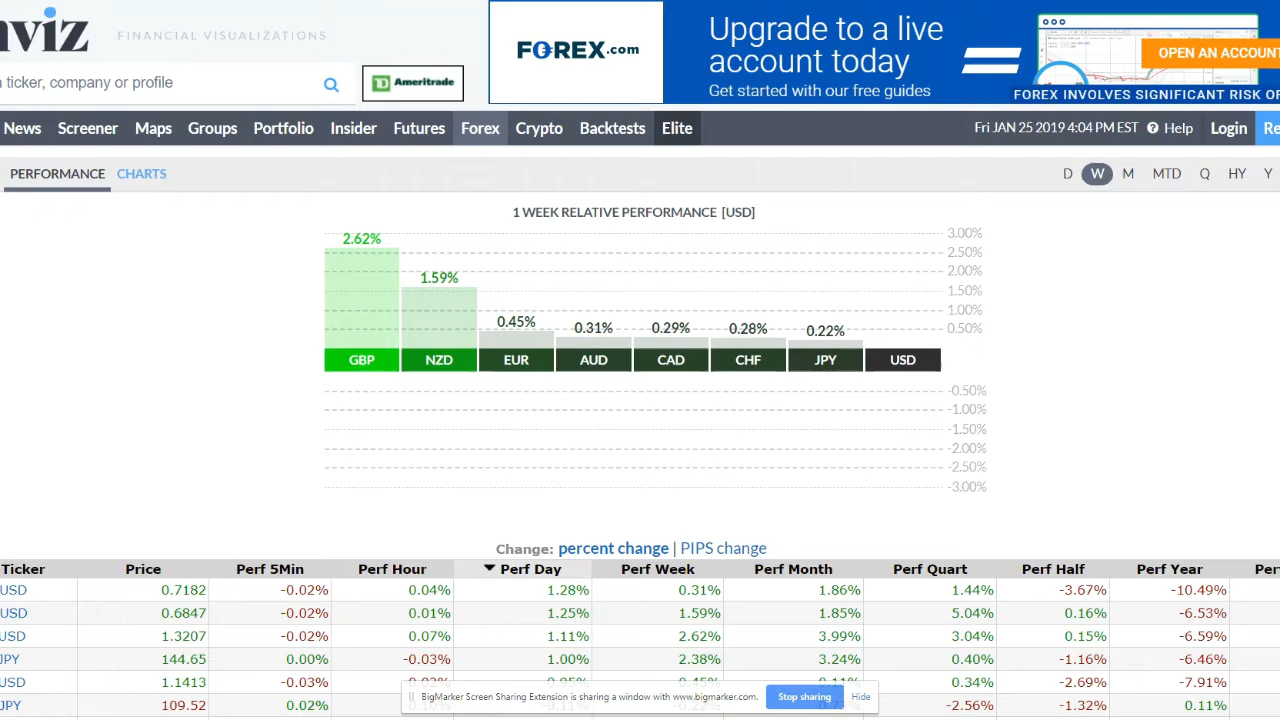 nviz FINANCIAL VISUALIZATIONS
ticker, company or profile
TD Ameritrade
FOREX.com
Upgrade to a live
account today
Get started with our free guides
OPEN AN ACCOUNT
FOREX INVOLVES SIGNIFICANT RISK OF
News Screener Maps Groups Portfolio Insider Futures Forex Crypto Backtests Elite Fri JAN 25 2019 4:04 PM EST Help Login Re
PERFORMANCE CHARTS D W M MTD Q HY Y
1 WEEK RELATIVE PERFORMANCE [USD]
2.62% 3.00%
2.50%
1.59% 2.00%
1.50%
1.00%
0.45% 0.31% 0.29% 0.28% 0.22% 0.50%
GBP NZD EUR AUD CAD CHF JPY USD
-0.50%
-1.00%
-1.50%
-2.00%
-2.50%
-3.00%
Change: percent change | PIPS change
Ticker Price Perf 5Min Perf Hour Perf Day Perf Week Perf Month Perf Quart Perf Half Perf Year Per
USD 0.7182 -0.02% 0.04% 1.28% 0.31% 1.86% 1.44% -3.67% -10.49%
USD 0.6847 -0.02% 0.01% 1.25% 1.59% 1.85% 5.04% 0.16% -6.53%
USD 1.3207 -0.02% 0.07% 1.11% 2.62% 3.99% 3.04% 0.15% -6.59%
JPY 144.65 0.00% -0.03% 1.00% 2.38% 3.24% 0.40% -1.16% -6.46%
USD 1.1413 -0.03% 0.34% -2.69% -7.91%
JPY 109.52 0.02% -2.56% -1.32% 0.11%
BigMarker Screen Sharing Extension is sharing a window with www.bigmarker.com. Stop sharing Hide